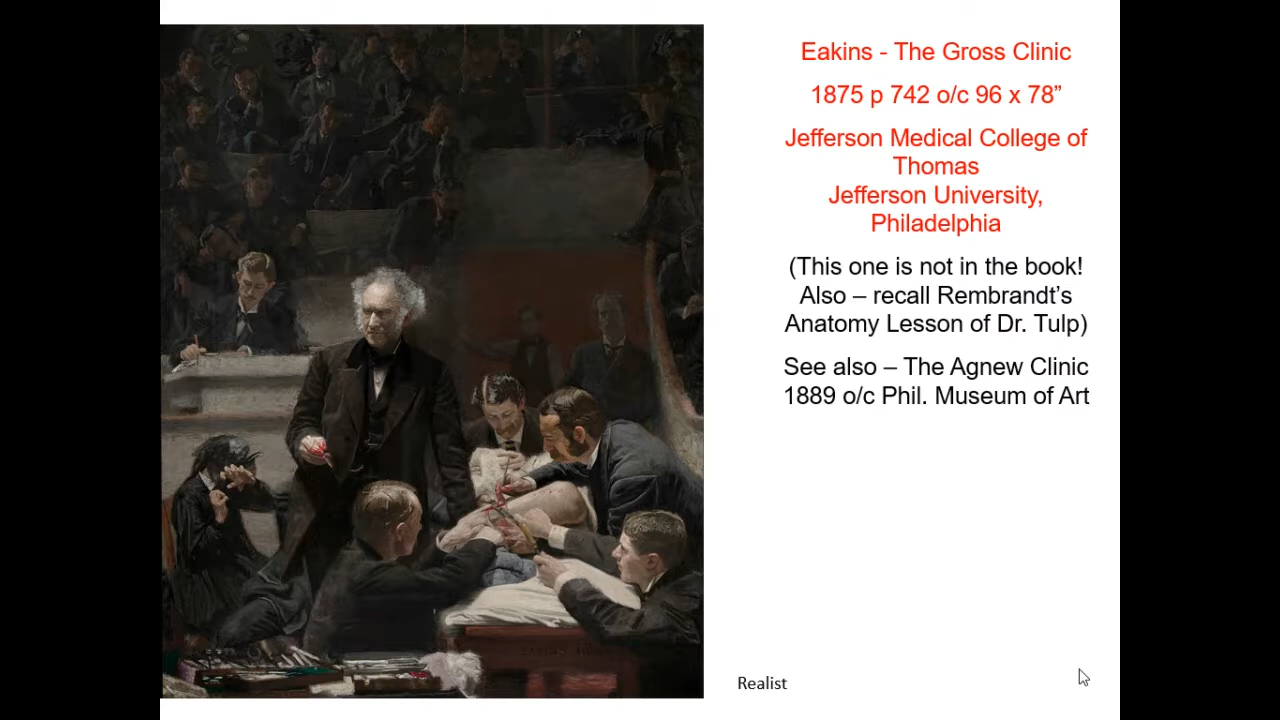 Eakins - The Gross Clinic
1875 p 742 o/c 96 x 78”
Jefferson Medical College of
Thomas
Jefferson University,
Philadelphia
(This one is not in the book!
Also – recall Rembrandt’s
Anatomy Lesson of Dr. Tulp)
See also – The Agnew Clinic
1889 o/c Phil. Museum of Art
Realist